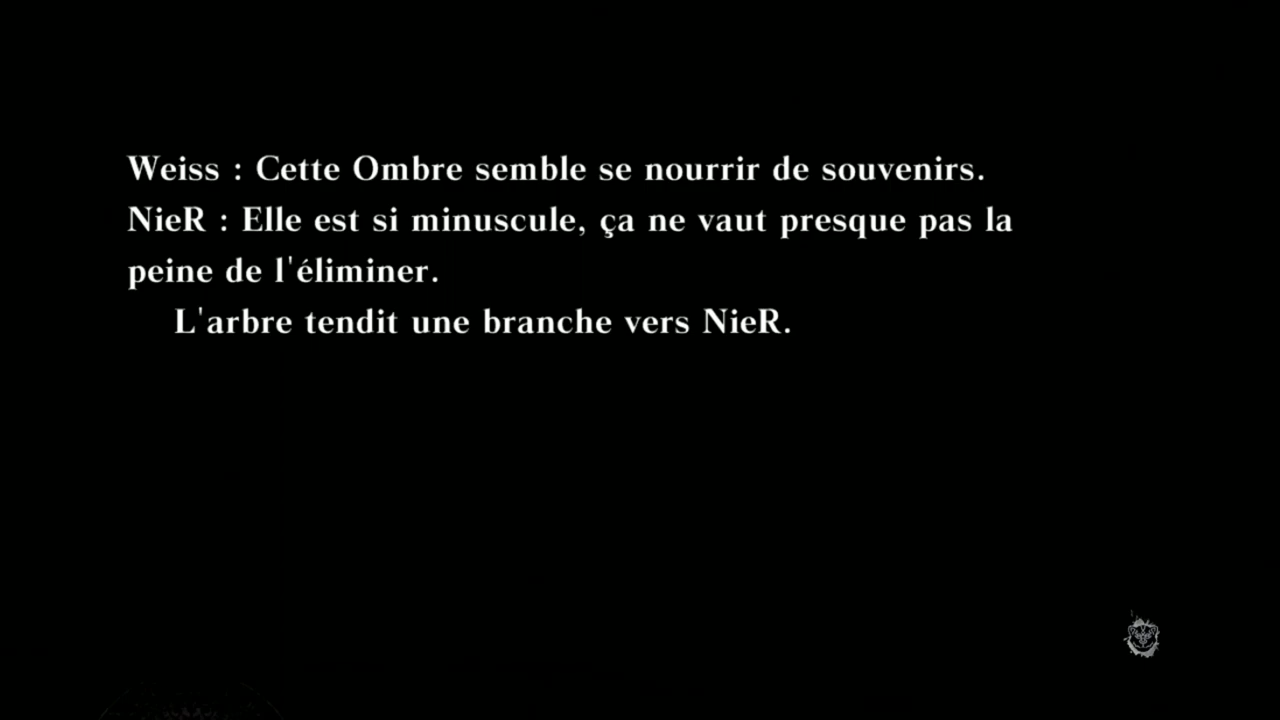 Weiss : Cette Ombre semble se nourrir de souvenirs.
NieR : Elle est si minuscule, ça ne vaut presque pas la
peine de l'éliminer.
L'arbre tendit une branche vers NieR.